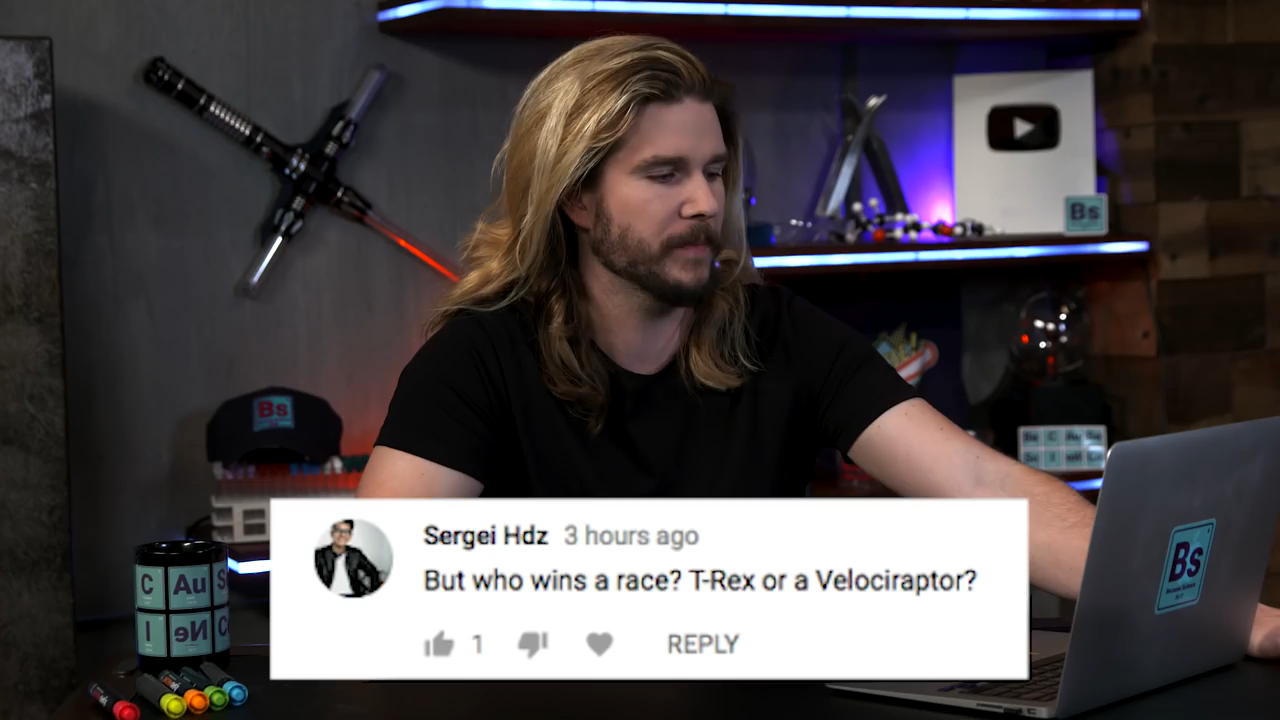 Bs
Bs
Sergei Hdz 3 hours ago
But who wins a race? T-Rex or a Velociraptor?
1
REPLY
C Au S
I Ne C
Bs